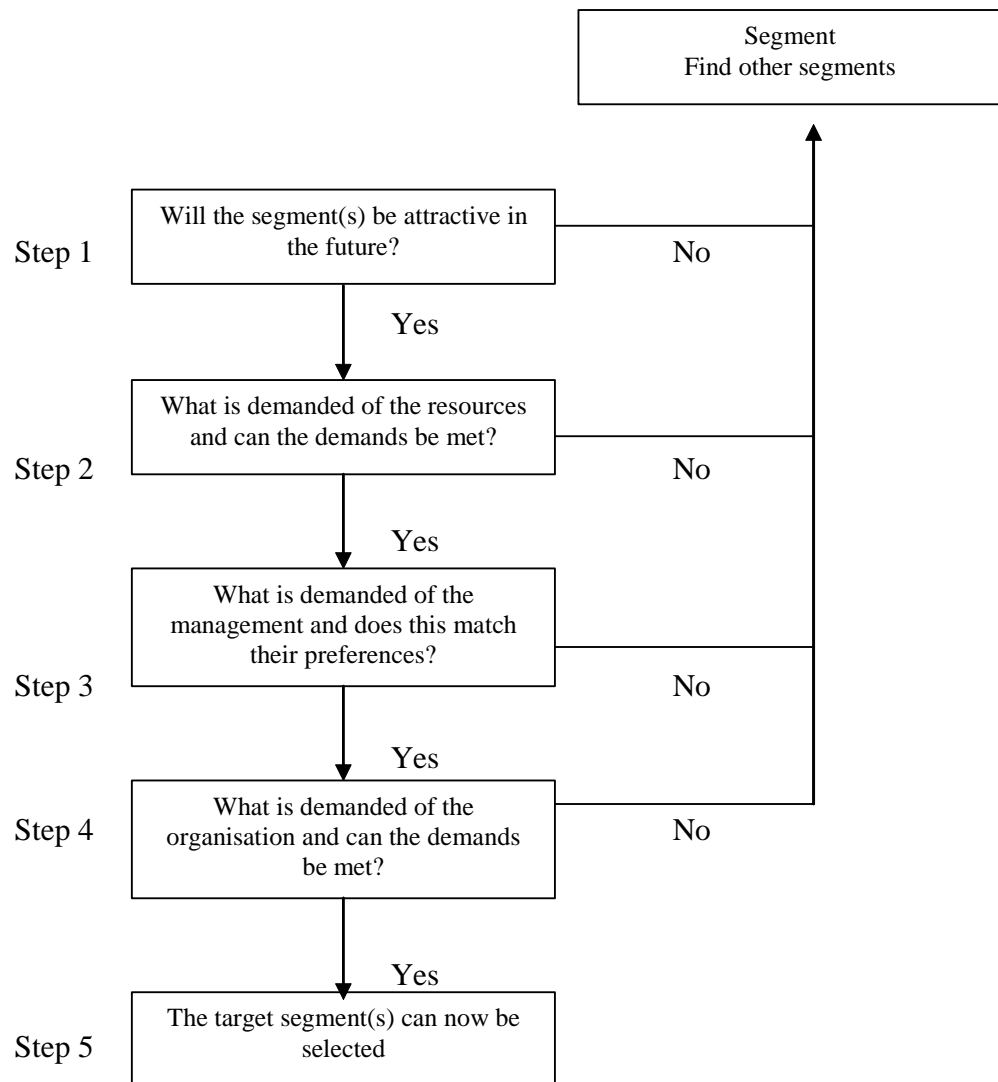 Segment
Find other segments
Step 1
Will the segment(s) be attractive in
the future?
No
Yes
Step 2
What is demanded of the resources
and can the demands be met?
No
Yes
Step 3
What is demanded of the
management and does this match
their preferences?
No
Yes
Step 4
What is demanded of the
organisation and can the demands
be met?
No
Yes
Step 5
The target segment(s) can now be
selected